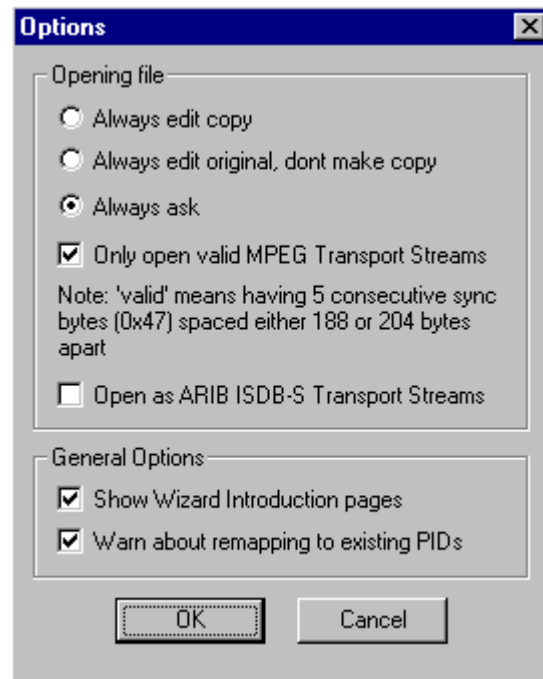 Options
Opening file
Always edit copy
Always edit original, dont make copy
Always ask
Only open valid MPEG Transport Streams
Note: 'valid' means having 5 consecutive sync
bytes (0x47) spaced either 188 or 204 bytes
apart
Open as ARIB ISDB-S Transport Streams
General Options
Show Wizard Introduction pages
Warn about remapping to existing PIDs
OK
Cancel